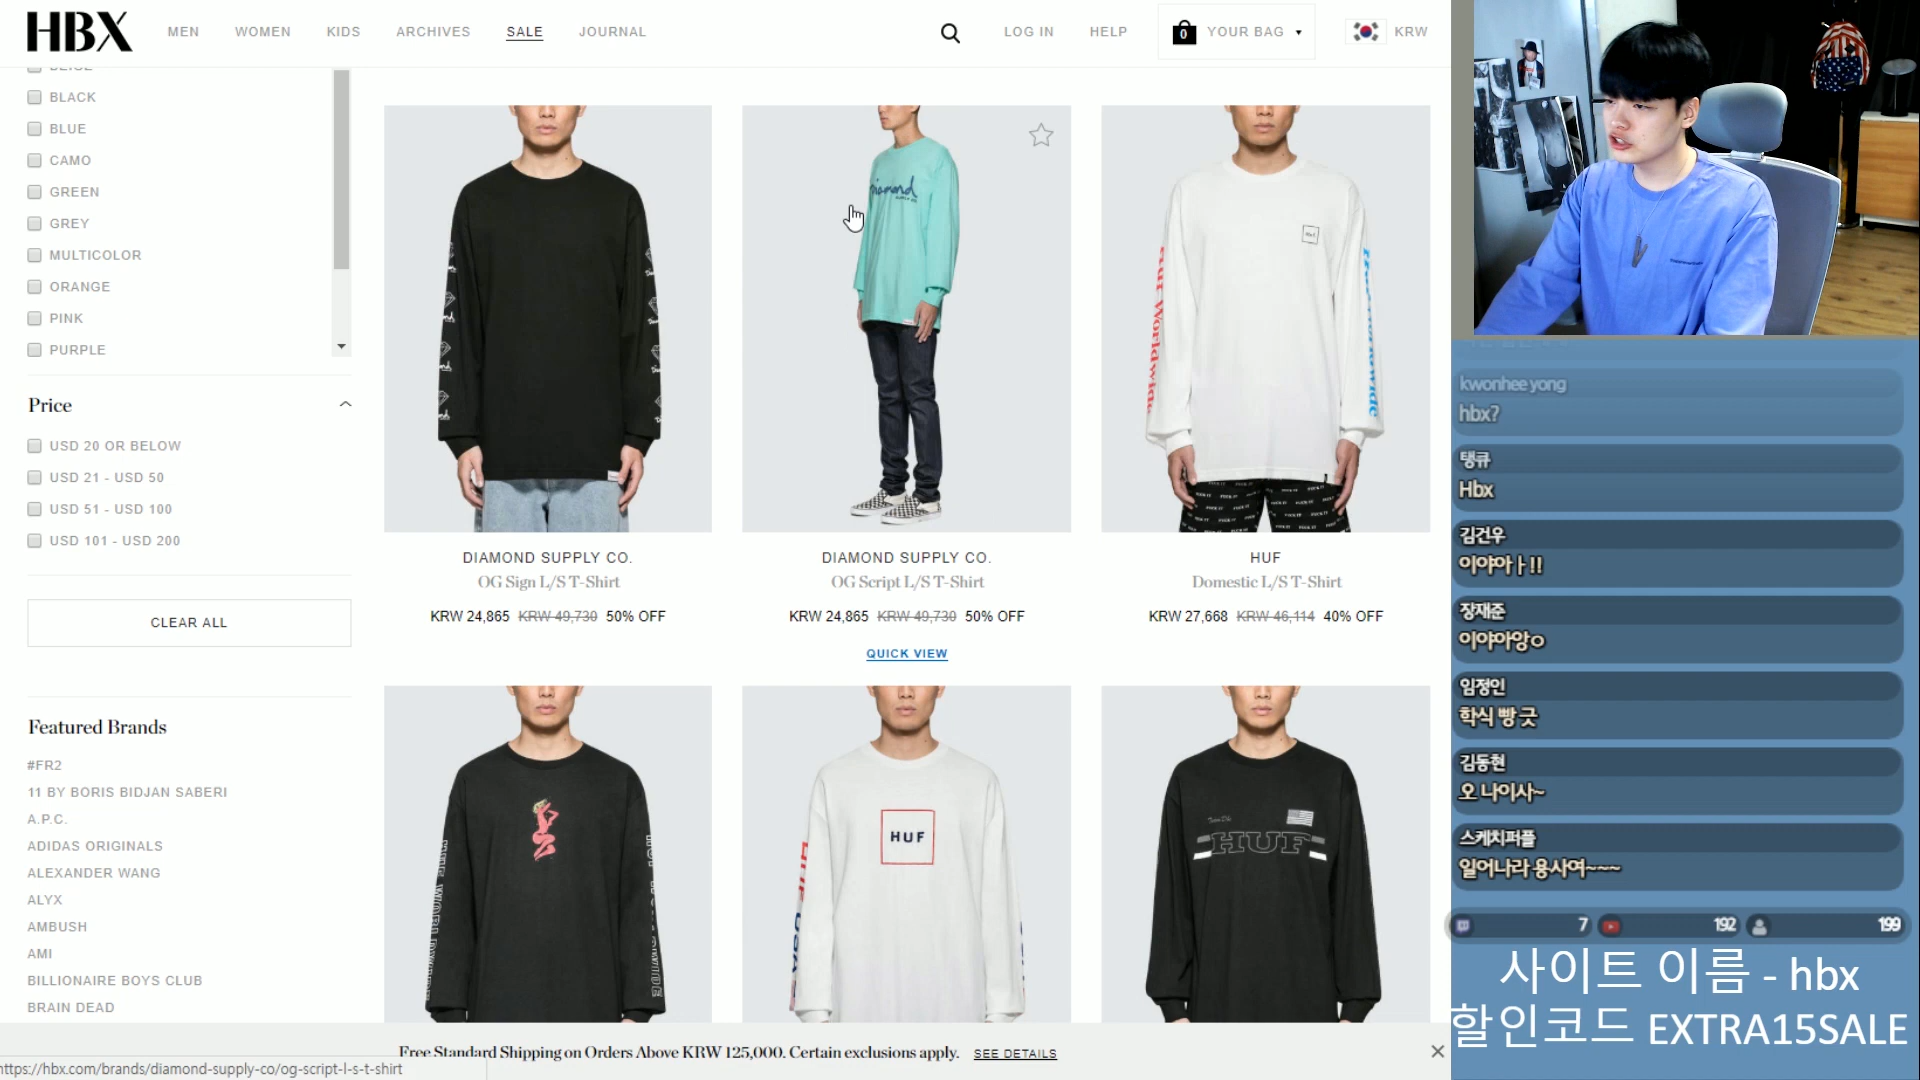 HBX
MEN
WOMEN
KIDS
ARCHIVES
SALE
JOURNAL
LOG IN
HELP
0
YOUR BAG
KRW
BEIGE
BLACK
BLUE
CAMO
GREEN
GREY
MULTICOLOR
ORANGE
PINK
PURPLE
Price
USD 20 OR BELOW
USD 21 - USD 50
USD 51 - USD 100
USD 101 - USD 200
CLEAR ALL
Featured Brands
#FR2
11 BY BORIS BIDJAN SABERI
A.P.C.
ADIDAS ORIGINALS
ALEXANDER WANG
ALYX
AMBUSH
AMI
BILLIONAIRE BOYS CLUB
BRAIN DEAD
DIAMOND SUPPLY CO.
OG Sign L/S T-Shirt
KRW 24,865 KRW 49,730 50% OFF
Diamond
SUPPLY CO.
DIAMOND SUPPLY CO.
OG Script L/S T-Shirt
KRW 24,865 KRW 49,730 50% OFF
QUICK VIEW
HUF
HUF
Domestic L/S T-Shirt
KRW 27,668 KRW 46,114 40% OFF
HUF
HUF
Free Standard Shipping on Orders Above KRW 125,000. Certain exclusions apply. SEE DETAILS
https://hbx.com/brands/diamond-supply-co/og-script-l-s-t-shirt
kwonhee yong
hbx?
탱큐
Hbx
김건우
이야아ㅏ!!
장재준
이야아앙ㅇ
임정인
학식 빵 긋
김동현
오 나이사~
스케치퍼플
일어나라 용사여~~~
7
192
199
사이트 이름 - hbx
할인코드 EXTRA15SALE